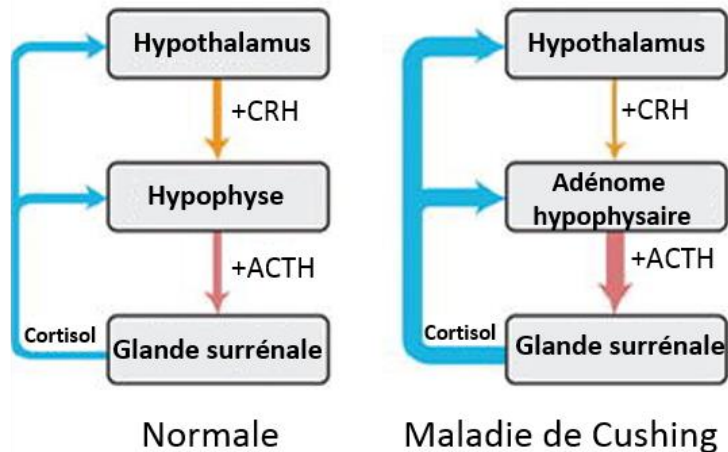 Hypothalamus
+CRH
Hypophyse
+ACTH
Cortisol
Glande surrénale
Normale
Hypothalamus
+CRH
Adénome
hypophysaire
+ACTH
Cortisol
Glande surrénale
Maladie de Cushing